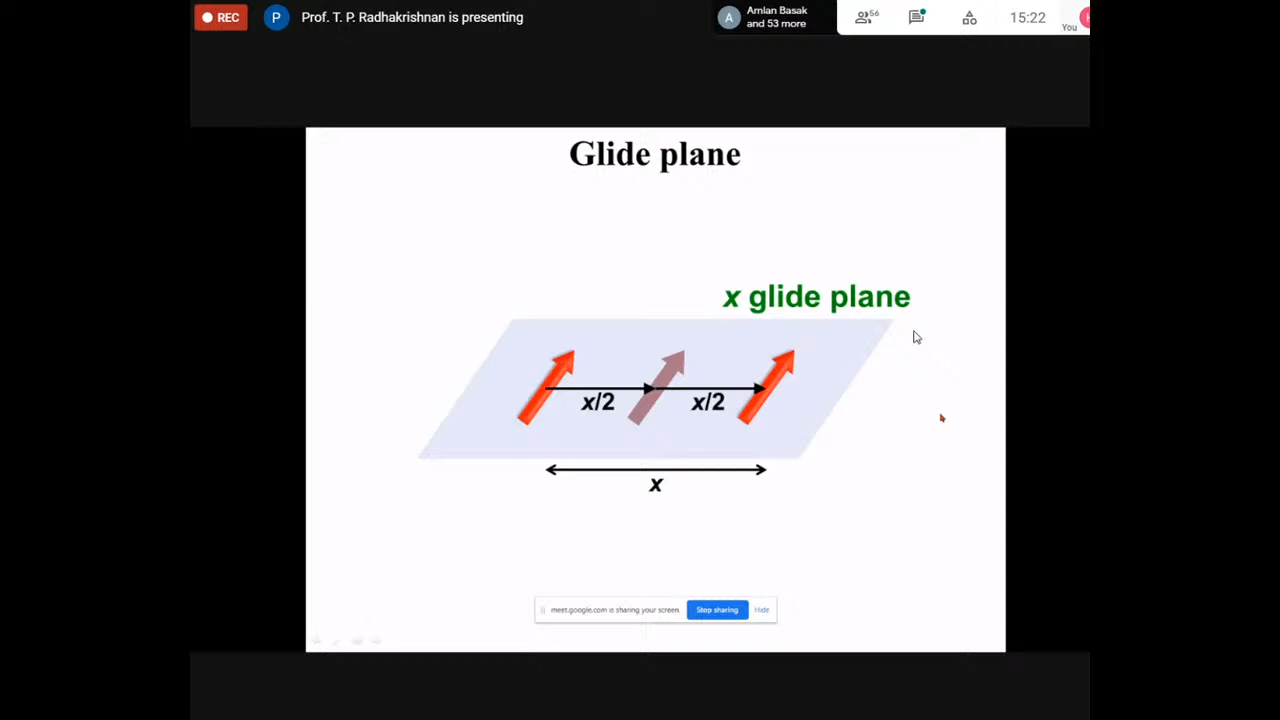 REC
P
Prof. T. P. Radhakrishnan is presenting
A
Amlan Basak
and 53 more
56
15:22
You
Glide plane
x glide plane
x/2
x/2
x
meet.google.com is sharing your screen.
Stop sharing
Hide